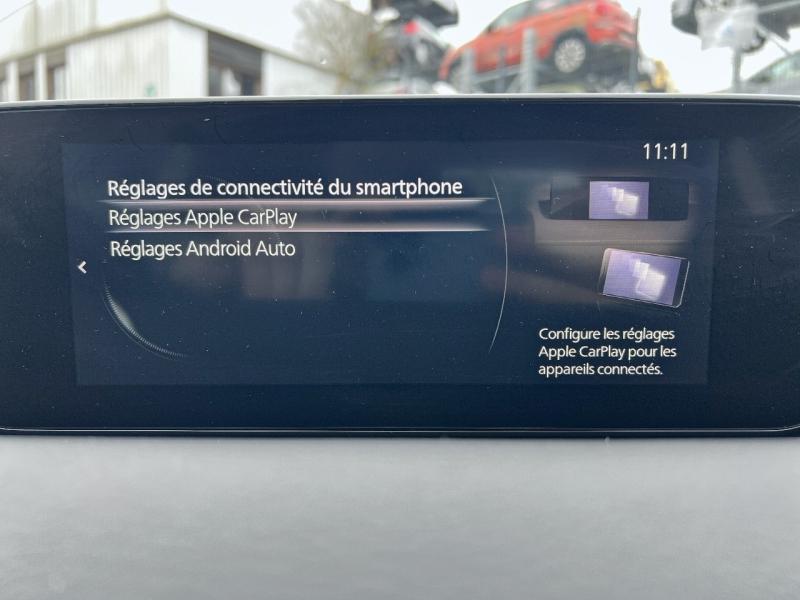 11:11
Réglages de connectivité du smartphone
Réglages Apple CarPlay
Réglages Android Auto
Configure les réglages
Apple CarPlay pour les
appareils connectés.